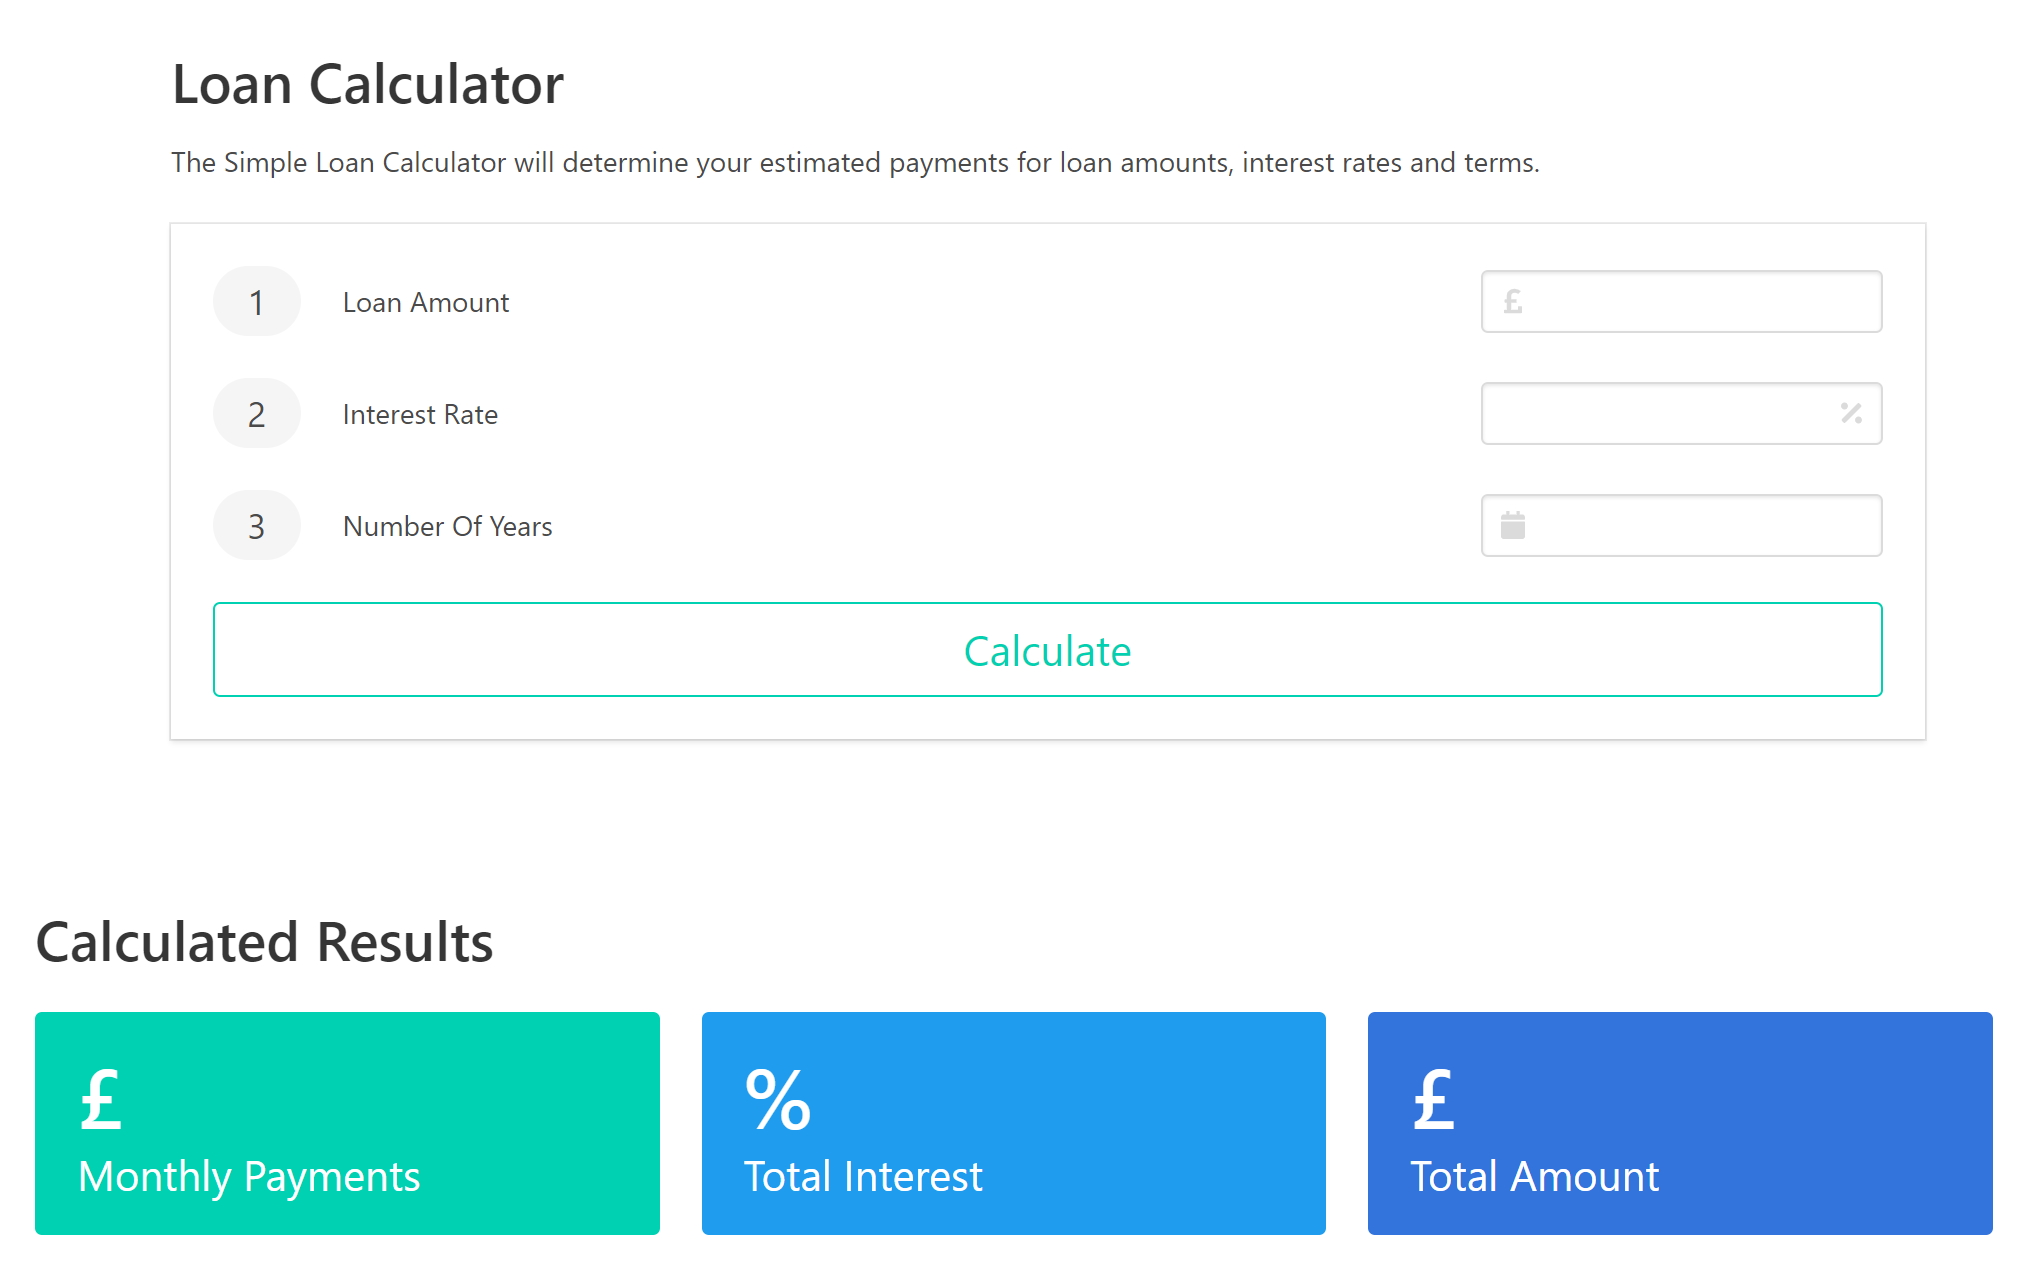 Loan Calculator
The Simple Loan Calculator will determine your estimated payments for loan amounts, interest rates and terms.
1 Loan Amount £
2 Interest Rate %
3 Number Of Years
Calculate
Calculated Results
£
Monthly Payments
%
Total Interest
£
Total Amount